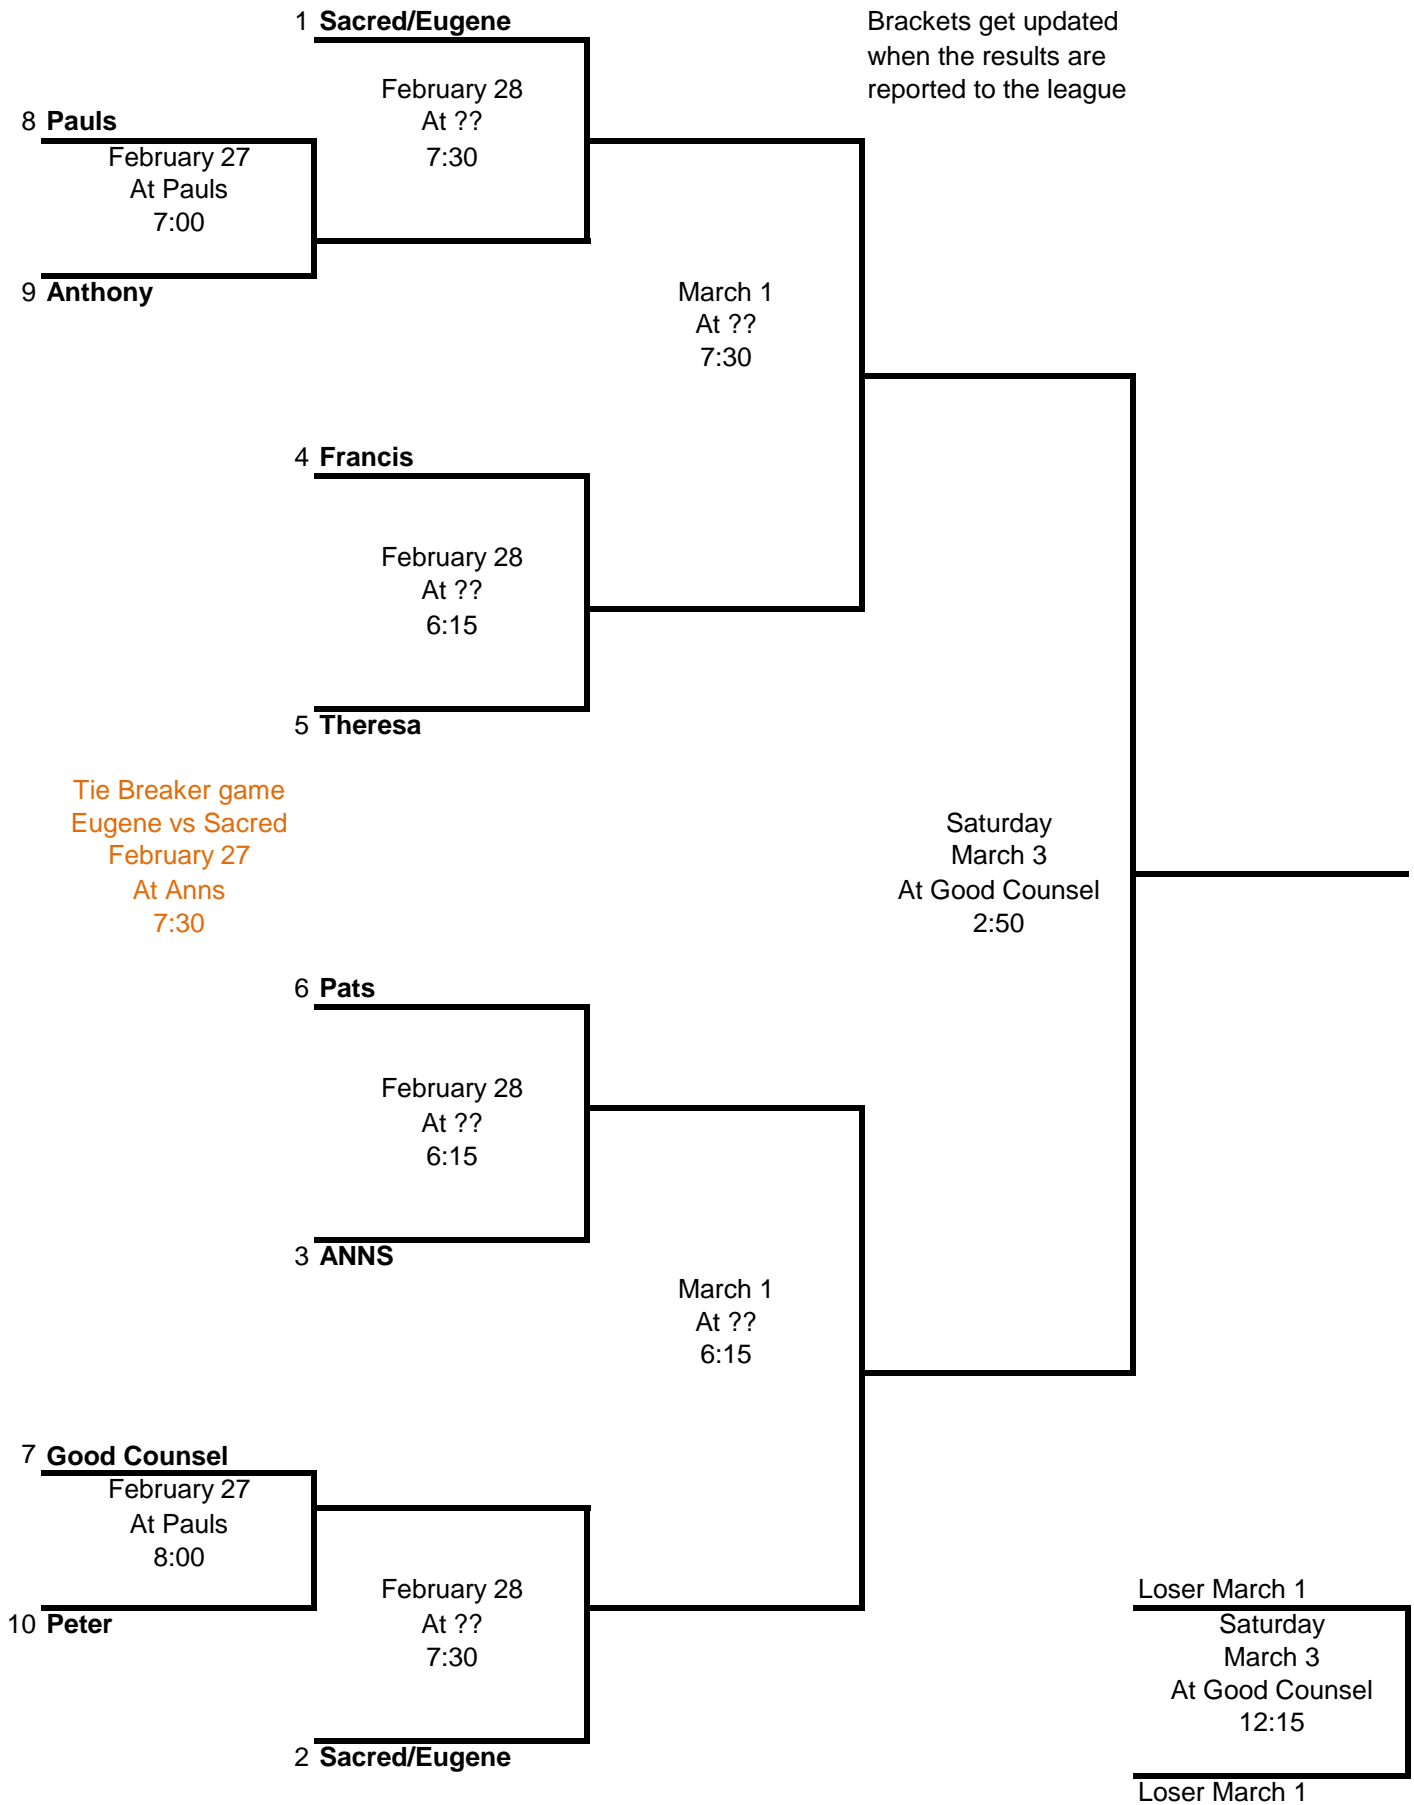 1 Sacred/Eugene
Brackets get updated
when the results are
reported to the league
February 28
At ??
7:30
8 Pauls
February 27
At Pauls
7:00
9 Anthony
March 1
At ??
7:30
4 Francis
February 28
At ??
6:15
5 Theresa
Tie Breaker game
Eugene vs Sacred
February 27
At Anns
7:30
Saturday
March 3
At Good Counsel
2:50
6 Pats
February 28
At ??
6:15
3 ANNS
March 1
At ??
6:15
7 Good Counsel
February 27
At Pauls
8:00
10 Peter
February 28
At ??
7:30
2 Sacred/Eugene
Loser March 1
Saturday
March 3
At Good Counsel
12:15
Loser March 1